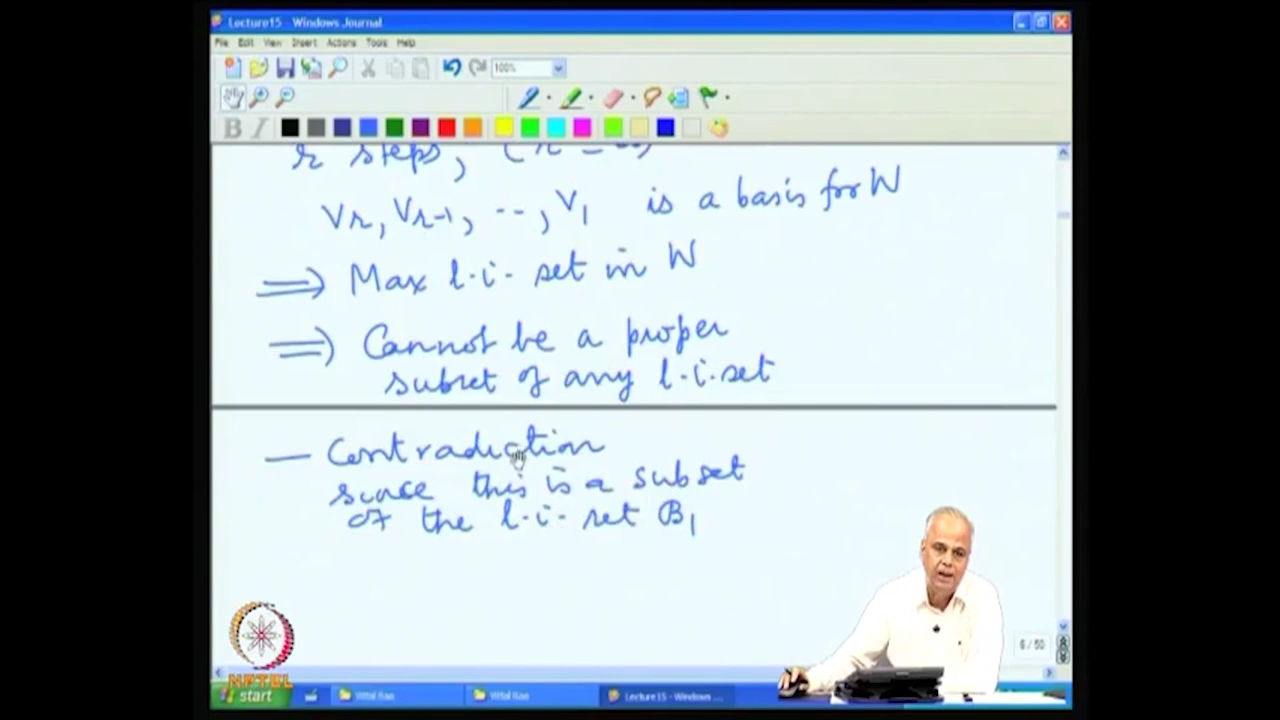 Lecture15 - Windows Journal
File Edit View Insert Actions Tools Help
100%
B I
r steps,
Vr, Vr-1, --, V1 is a basis for W
⇒ Max l.i. set in W
⇒ Cannot be a proper
subset of any l.i. set
— Contradiction
since this is a subset
of the l.i. set B1
6 / 50
NPTEL
start Vittal Rao Vittal Rao Lecture15 - Windows ...